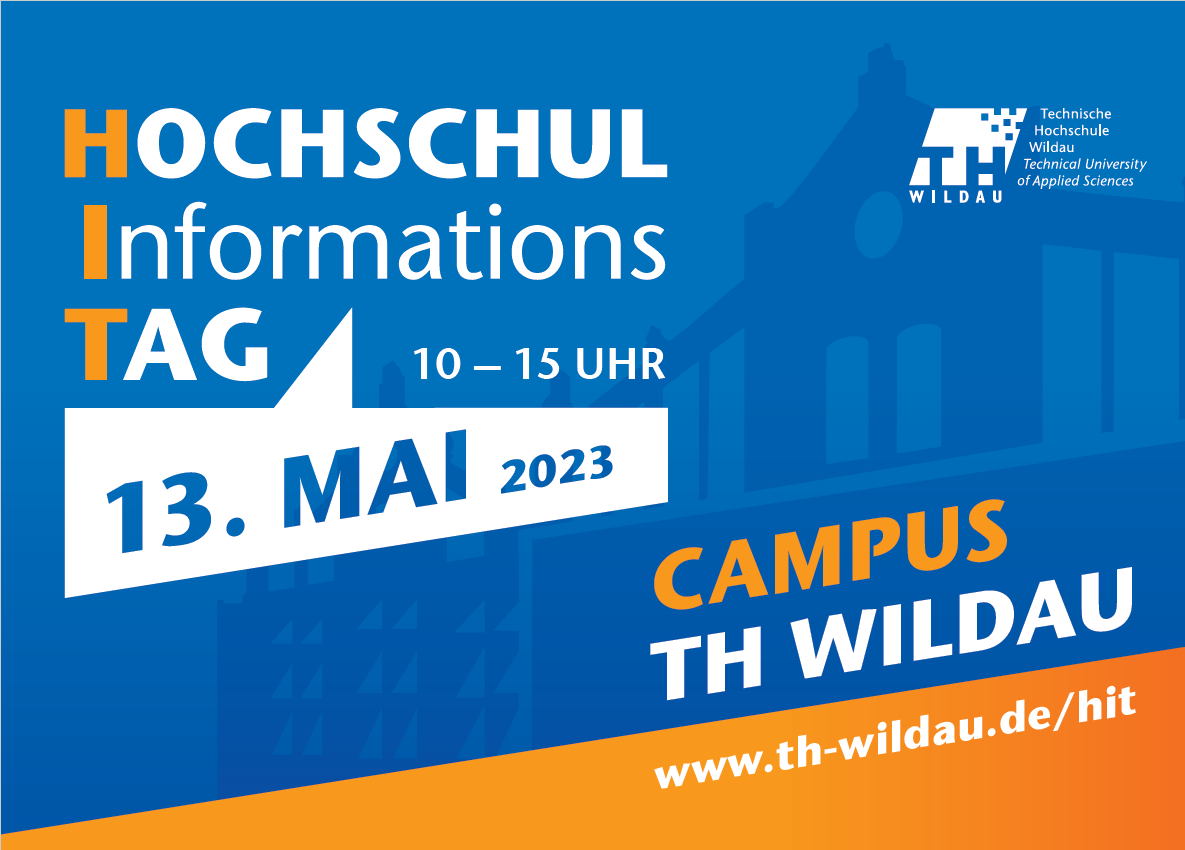 HOCHSCHUL
Informations
TAG
10 – 15 UHR
13. MAI 2023
Technische
Hochschule
Wildau
Technical University
of Applied Sciences
TH
WILDAU
CAMPUS
TH WILDAU
www.th-wildau.de/hit